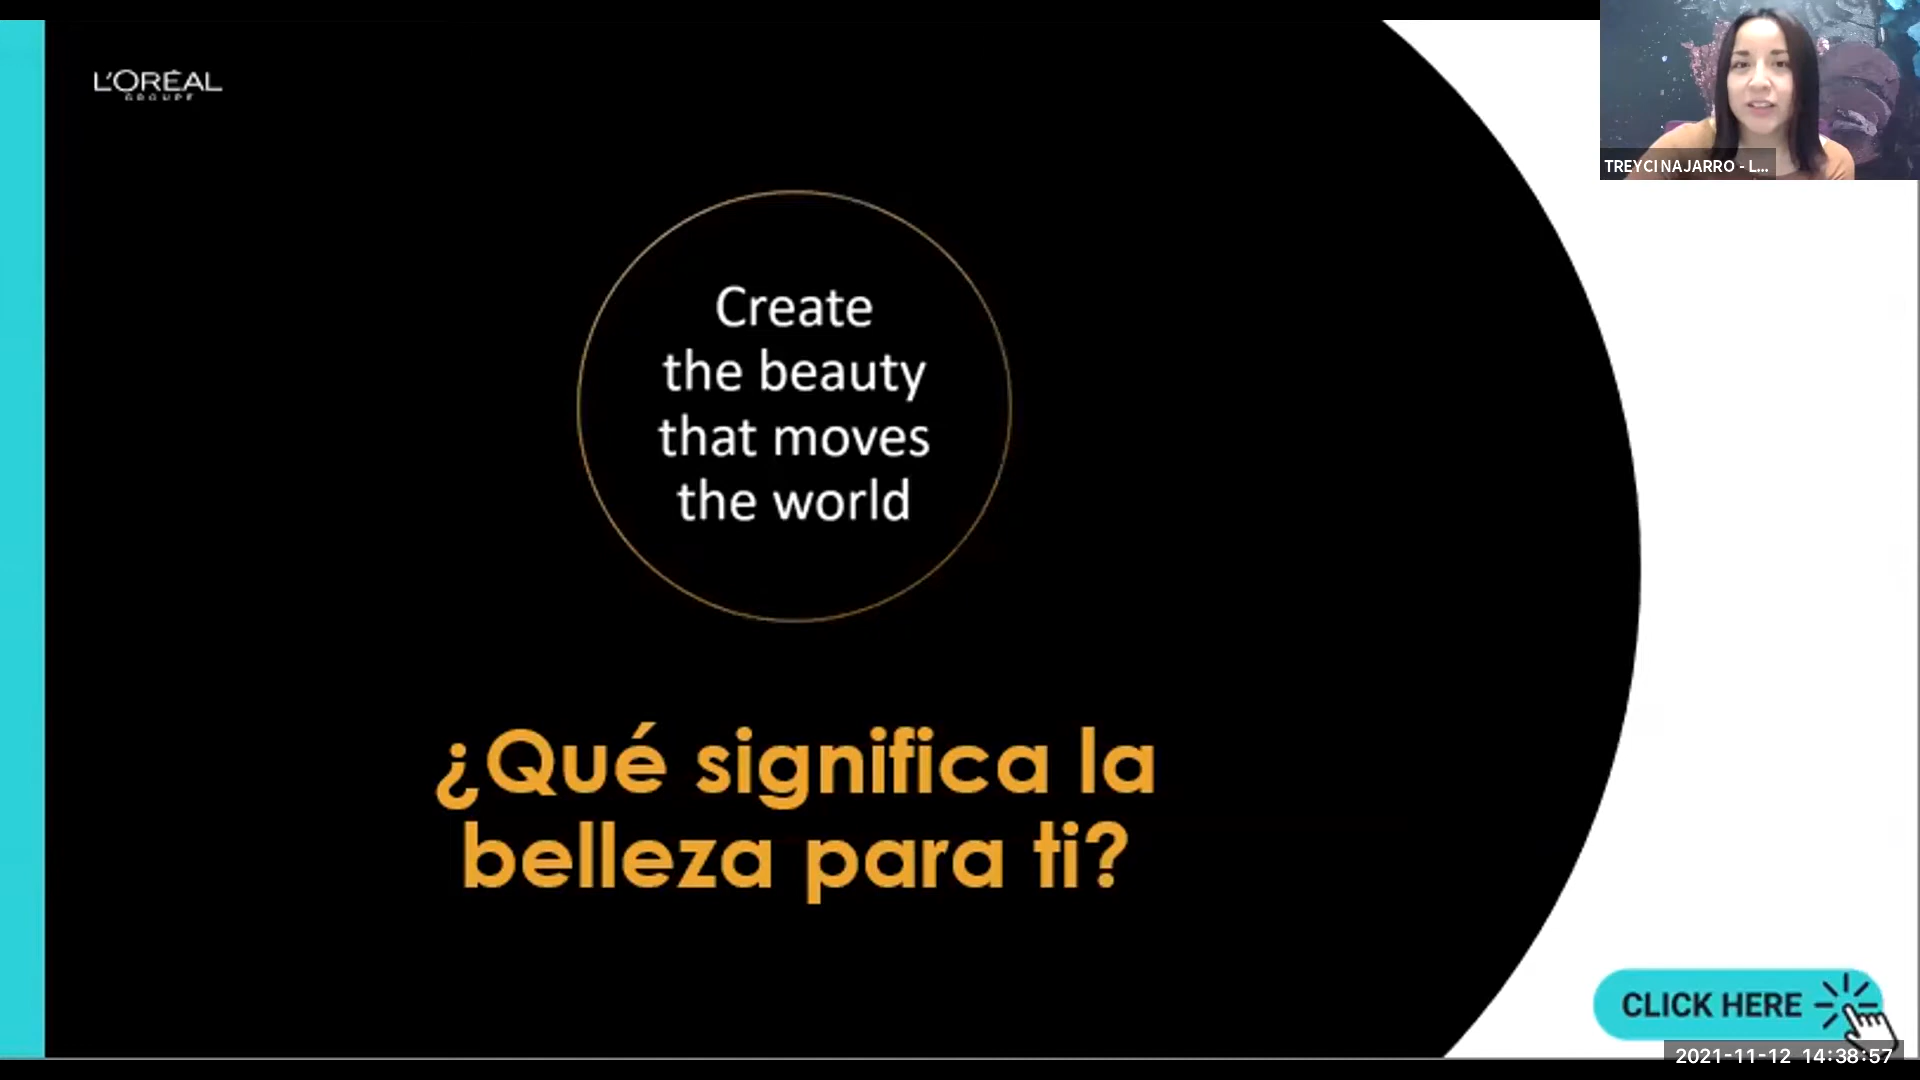 L'ORÉAL
GROUPE
TREYCI NAJARRO - L...
Create
the beauty
that moves
the world
¿Qué significa la
belleza para ti?
CLICK HERE
2021-11-12 14:38:57